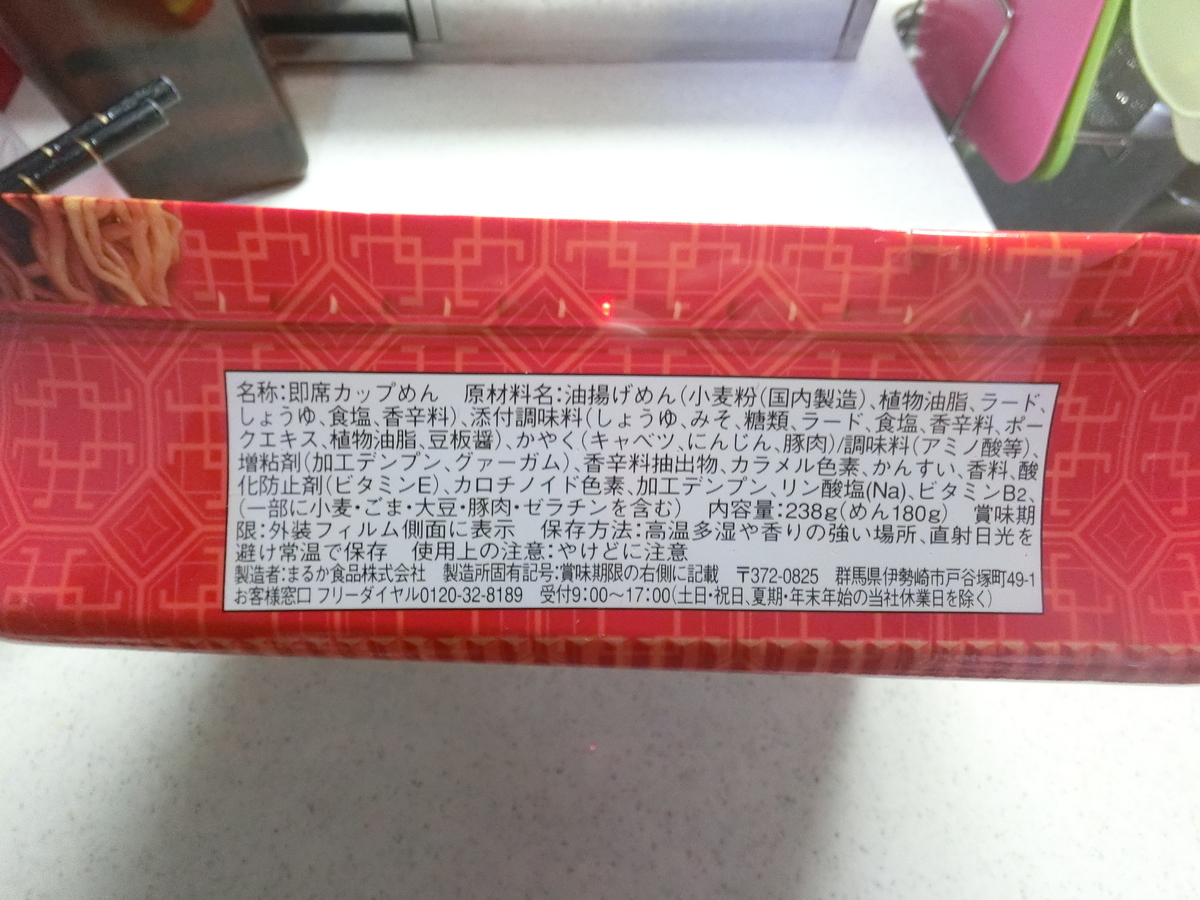 名称:即席カップめん　原材料名:油揚げめん(小麦粉(国内製造)、植物油脂、ラード、
しょうゆ、食塩、香辛料)、添付調味料(しょうゆ、みそ、糖類、ラード、食塩、香辛料、ポー
クエキス、植物油脂、豆板醤)、かやく(キャベツ、にんじん、豚肉)/調味料(アミノ酸等)、
増粘剤(加工デンプン、グァーガム)、香辛料抽出物、カラメル色素、かんすい、香料、酸
化防止剤(ビタミンE)、カロチノイド色素、加工デンプン、リン酸塩(Na)、ビタミンB2、
(一部に小麦・ごま・大豆・豚肉・ゼラチンを含む)　内容量:238g(めん180g)　賞味期
限:外装フィルム側面に表示　保存方法:高温多湿や香りの強い場所、直射日光を
避け常温で保存　使用上の注意:やけどに注意
製造者:まるか食品株式会社　製造所固有記号:賞味期限の右側に記載　〒372-0825　群馬県伊勢崎市戸谷塚町49-1
お客様窓口 フリーダイヤル0120-32-8189　受付9:00〜17:00(土日・祝日、夏期・年末年始の当社休業日を除く)